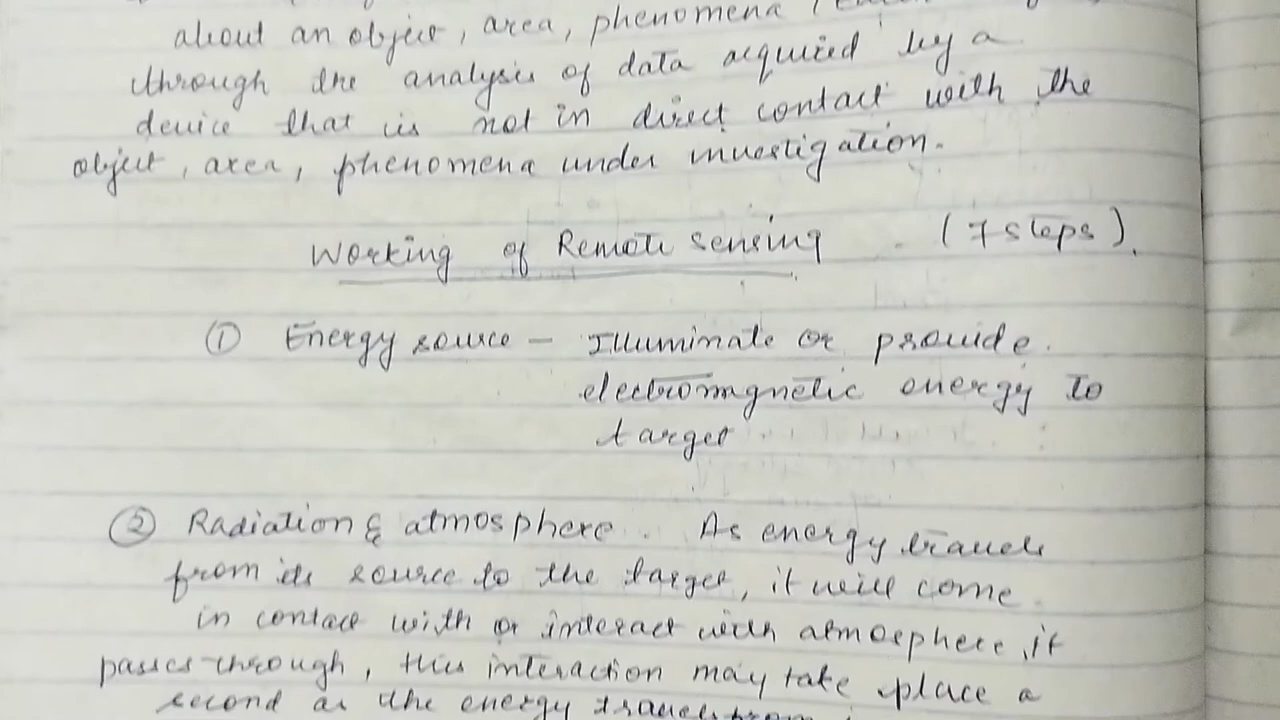 about an object, area, phenomena
through the analysis of data acquired by a
device that is not in direct contact with the
object, area, phenomena under investigation.
Working of Remote sensing (7 steps).
① Energy source - Illuminate or provide.
electromagnetic energy to
target
② Radiation & atmosphere. As energy travels
from its source to the target, it will come
in contact with or interact with atmosphere, it
passes through, this interaction may take place a
second as the energy travels from